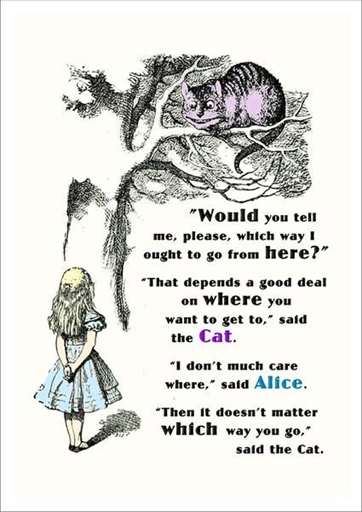 "Would you tell
me, please, which way I
ought to go from here?"
"That depends a good deal
on where you
want to get to," said
the Cat.
"I don't much care
where," said Alice.
"Then it doesn't matter
which way you go,"
said the Cat.